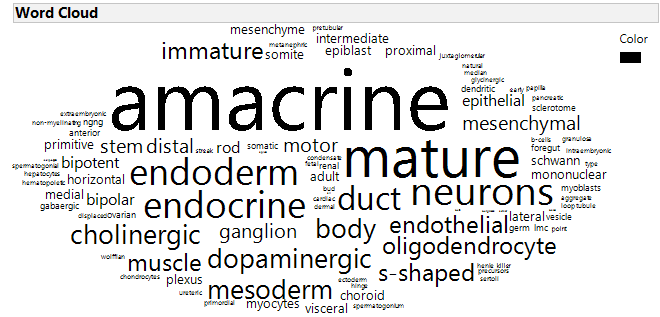 Word Cloud
Color
mesenchyme
pretubular
intermediate
immature
metanephric
somite
epiblast
proximal
juxtaglomerular
natural
median
glycinergic
dendritic
early
papilla
epithelial
pancreatic
sclerotome
amacrine
mesenchymal
extraembryonic
non-myelinating
ngng
anterior
primitive
stem
distal
streak
rod
somatic
motor
b-cells
granulosa
foregut
intraembryonic
spermatogonia
bipotent
hepatocytes
hematopoietic
horizontal
endoderm
condensate
fetal
renal
adult
mature
schwann
type
mononuclear
medial
gabaergic
bipolar
endocrine
bud
cardiac
dermal
duct
neurons
myoblasts
aggregate
loop
tubule
displaced
ovarian
cholinergic
ganglion
body
endothelial
lateral
vesicle
germ
lmc
point
oligodendrocyte
wolffian
muscle
dopaminergic
s-shaped
henle
killer
precursors
sertoli
chondrocytes
plexus
ureteric
mesoderm
ectoderm
hinge
choroid
primordial
myocytes
visceral
spermatogonium